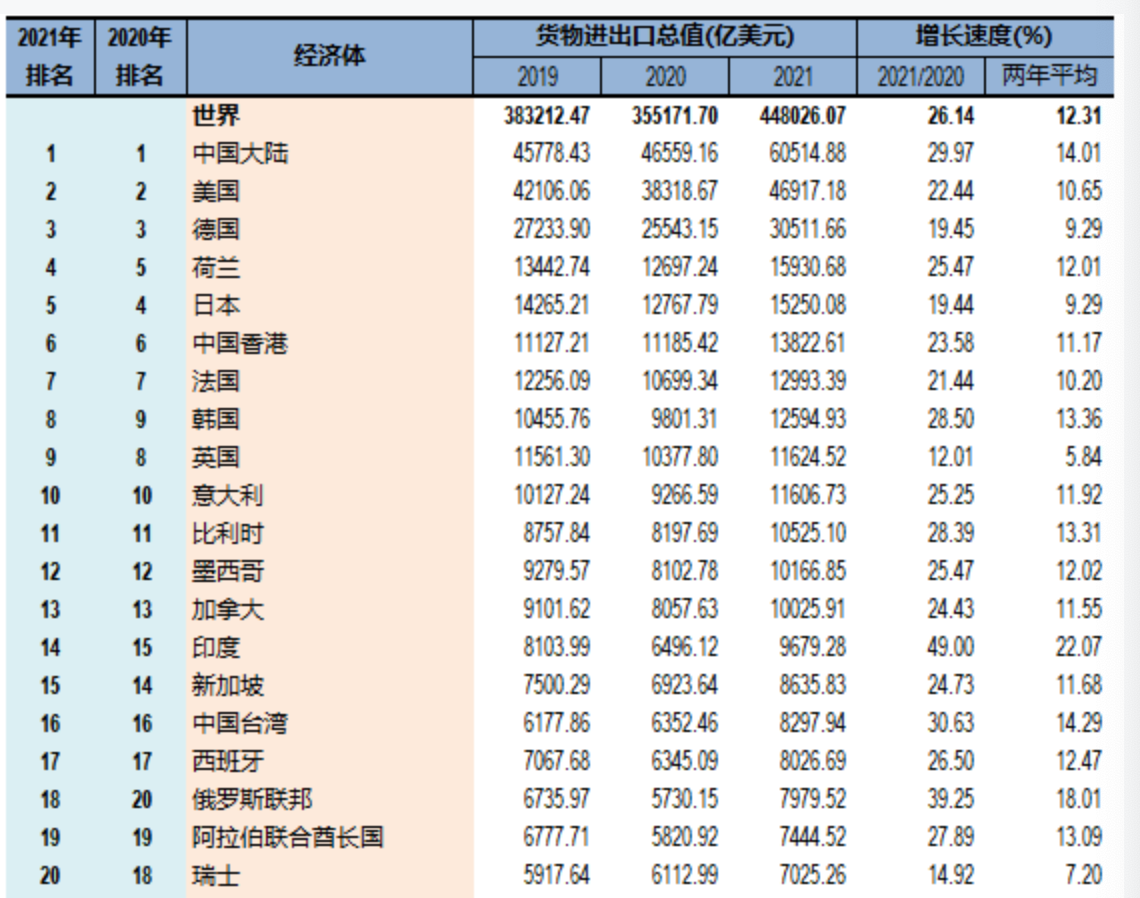 2021年排名 2020年排名 经济体 货物进出口总值(亿美元) 增长速度(%)
2019 2020 2021 2021/2020 两年平均
世界 383212.47 355171.70 448026.07 26.14 12.31
1 1 中国大陆 45778.43 46559.16 60514.88 29.97 14.01
2 2 美国 42106.06 38318.67 46917.18 22.44 10.65
3 3 德国 27233.90 25543.15 30511.66 19.45 9.29
4 5 荷兰 13442.74 12697.24 15930.68 25.47 12.01
5 4 日本 14265.21 12767.79 15250.08 19.44 9.29
6 6 中国香港 11127.21 11185.42 13822.61 23.58 11.17
7 7 法国 12256.09 10699.34 12993.39 21.44 10.20
8 9 韩国 10455.76 9801.31 12594.93 28.50 13.36
9 8 英国 11561.30 10377.80 11624.52 12.01 5.84
10 10 意大利 10127.24 9266.59 11606.73 25.25 11.92
11 11 比利时 8757.84 8197.69 10525.10 28.39 13.31
12 12 墨西哥 9279.57 8102.78 10166.85 25.47 12.02
13 13 加拿大 9101.62 8057.63 10025.91 24.43 11.55
14 15 印度 8103.99 6496.12 9679.28 49.00 22.07
15 14 新加坡 7500.29 6923.64 8635.83 24.73 11.68
16 16 中国台湾 6177.86 6352.46 8297.94 30.63 14.29
17 17 西班牙 7067.68 6345.09 8026.69 26.50 12.47
18 20 俄罗斯联邦 6735.97 5730.15 7979.52 39.25 18.01
19 19 阿拉伯联合酋长国 6777.71 5820.92 7444.52 27.89 13.09
20 18 瑞士 5917.64 6112.99 7025.26 14.92 7.20